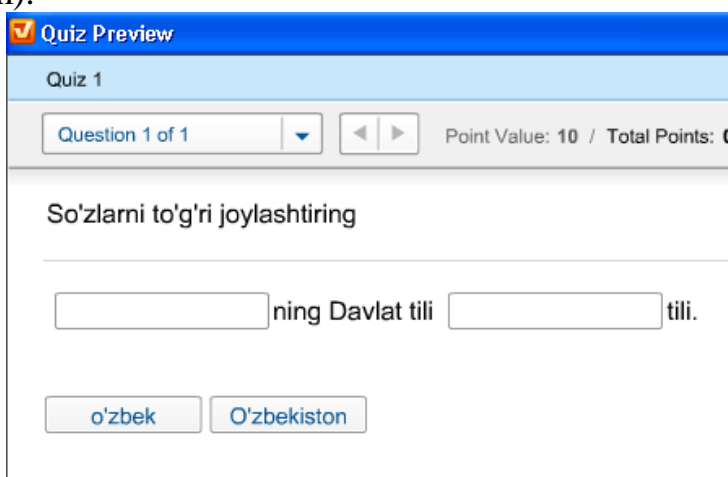 Quiz Preview
Quiz 1
Question 1 of 1 Point Value: 10 / Total Points:
So'zlarni to'g'ri joylashtiring
ning Davlat tili tili.
o'zbek O'zbekiston